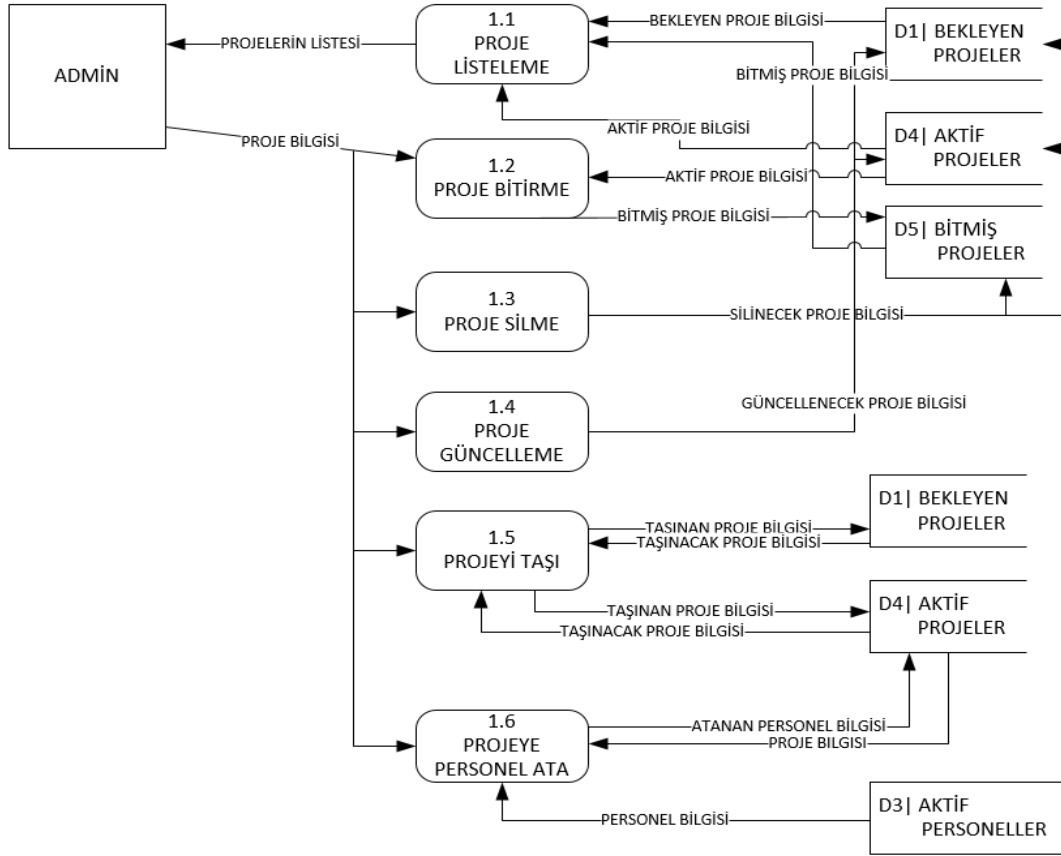 ADMİN
PROJELERİN LİSTESİ
PROJE BİLGİSİ
1.1
PROJE
LİSTELEME
BEKLEYEN PROJE BİLGİSİ
D1| BEKLEYEN
PROJELER
BİTMİŞ PROJE BİLGİSİ
AKTİF PROJE BİLGİSİ
D4| AKTİF
PROJELER
1.2
PROJE BİTİRME
AKTİF PROJE BİLGİSİ
BİTMİŞ PROJE BİLGİSİ
D5| BİTMİŞ
PROJELER
1.3
PROJE SİLME
SİLİNECEK PROJE BİLGİSİ
1.4
PROJE
GÜNCELLEME
GÜNCELLENECEK PROJE BİLGİSİ
1.5
PROJEYİ TAŞI
TASINAN PROJE BİLGİSİ
TAŞINACAK PROJE BİLGİSİ
D1| BEKLEYEN
PROJELER
TAŞINAN PROJE BİLGİSİ
TAŞINACAK PROJE BİLGİSİ
D4| AKTİF
PROJELER
1.6
PROJEYE
PERSONEL ATA
ATANAN PERSONEL BİLGİSİ
PROJE BILGISI
PERSONEL BİLGİSİ
D3| AKTİF
PERSONELLER